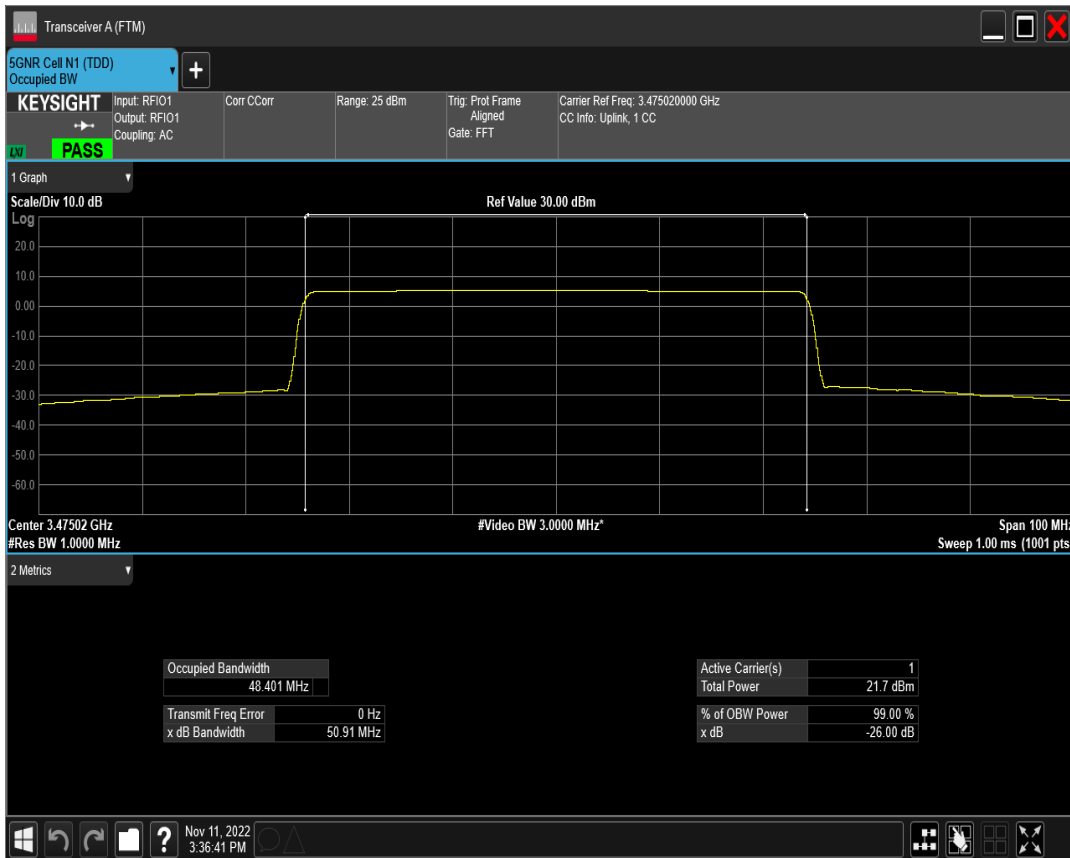 Transceiver A (FTM)
5GNR Cell N1 (TDD)
Occupied BW
+
KEYSIGHT
LXI
PASS
Input: RFIO1
Output: RFIO1
Coupling: AC
Corr CCorr
Range: 25 dBm
Trig: Prot Frame
Aligned
Gate: FFT
Carrier Ref Freq: 3.475020000 GHz
CC Info: Uplink, 1 CC
1 Graph
Scale/Div 10.0 dB
Ref Value 30.00 dBm
Log
20.0
10.0
0.00
-10.0
-20.0
-30.0
-40.0
-50.0
-60.0
Center 3.47502 GHz
#Video BW 3.0000 MHz*
Span 100 MHz
#Res BW 1.0000 MHz
Sweep 1.00 ms (1001 pts
2 Metrics
Occupied Bandwidth
48.401 MHz
Transmit Freq Error 0 Hz
x dB Bandwidth 50.91 MHz
Active Carrier(s) 1
Total Power 21.7 dBm
% of OBW Power 99.00 %
x dB -26.00 dB
?
Nov 11, 2022
3:36:41 PM